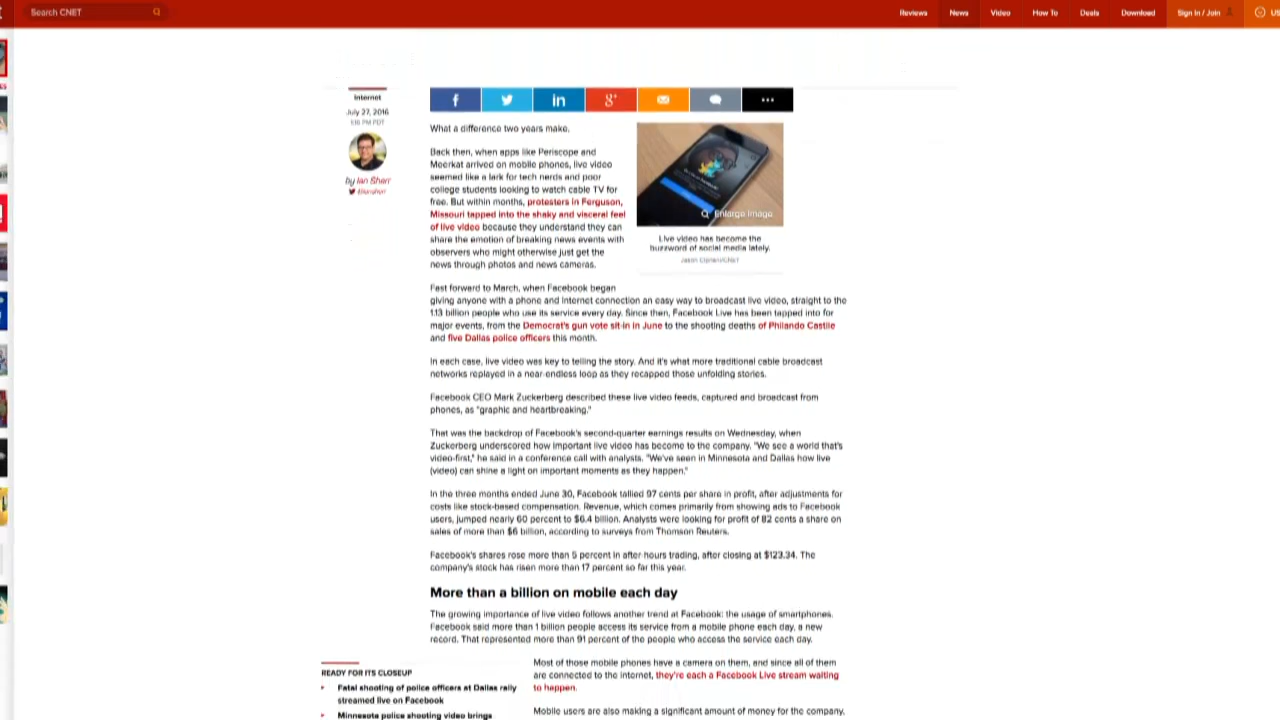 Search CNET
Reviews
News
Video
How To
Deals
Download
Sign In / Join
US
Internet
July 27, 2016
1:16 PM PDT
by Ian Sherr
f
in
g+
...
What a difference two years make.
Back then, when apps like Periscope and
Meerkat arrived on mobile phones, live video
seemed like a lark for tech nerds and poor
college students looking to watch cable TV for
free. But within months, protesters in Ferguson,
Missouri tapped into the shaky and visceral feel
of live video because they understand they can
share the emotion of breaking news events with
observers who might otherwise just get the
news through photos and news cameras.
Enlarge Image
Live video has become the
buzzword of social media lately.
Fast forward to March, when Facebook began
giving anyone with a phone and internet connection an easy way to broadcast live video, straight to the
1.13 billion people who use its service every day. Since then, Facebook Live has been tapped into for
major events, from the Democrat's gun vote sit-in in June to the shooting deaths of Philando Castile
and five Dallas police officers this month.
In each case, live video was key to telling the story. And it's what more traditional cable broadcast
networks replayed in a near-endless loop as they recapped those unfolding stories.
Facebook CEO Mark Zuckerberg described these live video feeds, captured and broadcast from
phones, as "graphic and heartbreaking."
That was the backdrop of Facebook's second-quarter earnings results on Wednesday, when
Zuckerberg underscored how important live video has become to the company. "We see a world that's
video-first," he said in a conference call with analysts. "We've seen in Minnesota and Dallas how live
(video) can shine a light on important moments as they happen."
In the three months ended June 30, Facebook tallied 97 cents per share in profit, after adjustments for
costs like stock-based compensation. Revenue, which comes primarily from showing ads to Facebook
users, jumped nearly 60 percent to $6.4 billion. Analysts were looking for profit of 82 cents a share on
sales of more than $6 billion, according to surveys from Thomson Reuters.
Facebook's shares rose more than 5 percent in after-hours trading, after closing at $123.34. The
company's stock has risen more than 17 percent so far this year.
More than a billion on mobile each day
The growing importance of live video follows another trend at Facebook: the usage of smartphones.
Facebook said more than 1 billion people access its service from a mobile phone each day, a new
record. That represented more than 91 percent of the people who access the service each day.
READY FOR ITS CLOSEUP
Fatal shooting of police officers at Dallas rally
streamed live on Facebook
Minnesota police shooting video brings
Most of those mobile phones have a camera on them, and since all of them
are connected to the internet, they're each a Facebook Live stream waiting
to happen.
Mobile users are also making a significant amount of money for the company.